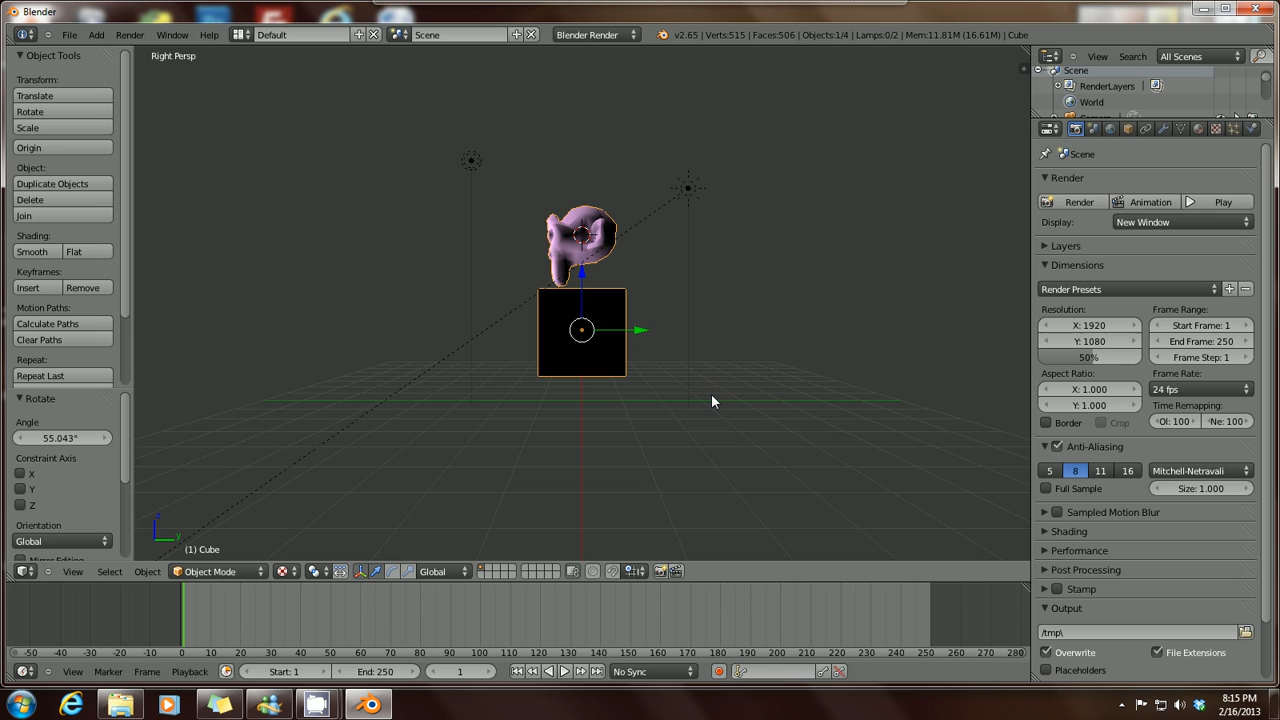 Blender
File Add Render Window Help Default Scene Blender Render v2.65 | Verts:515 | Faces:506 | Objects:1/4 | Lamps:0/2 | Mem:11.81M (16.61M) | Cube
Object Tools
Transform:
Translate
Rotate
Scale
Origin
Object:
Duplicate Objects
Delete
Join
Shading:
Smooth Flat
Keyframes:
Insert Remove
Motion Paths:
Calculate Paths
Clear Paths
Repeat:
Repeat Last
Rotate
Angle
55.043°
Constraint Axis
X
Y
Z
Orientation
Global
Right Persp
z
y
(1) Cube
View Select Object Object Mode Global
View Search All Scenes
Scene
RenderLayers
World
Scene
Render
Render Animation Play
Display: New Window
Layers
Dimensions
Render Presets
Resolution: Frame Range:
X: 1920 Start Frame: 1
Y: 1080 End Frame: 250
50% Frame Step: 1
Aspect Ratio: Frame Rate:
X: 1.000 24 fps
Y: 1.000 Time Remapping:
Border Crop Ol: 100 Ne: 100
Anti-Aliasing
5 8 11 16 Mitchell-Netravali
Full Sample Size: 1.000
Sampled Motion Blur
Shading
Performance
Post Processing
Stamp
Output
/tmp\
Overwrite File Extensions
Placeholders
-50 -40 -30 -20 -10 0 10 20 30 40 50 60 70 80 90 100 110 120 130 140 150 160 170 180 190 200 210 220 230 240 250 260 270 280
View Marker Frame Playback Start: 1 End: 250 1 No Sync
8:15 PM
2/16/2013